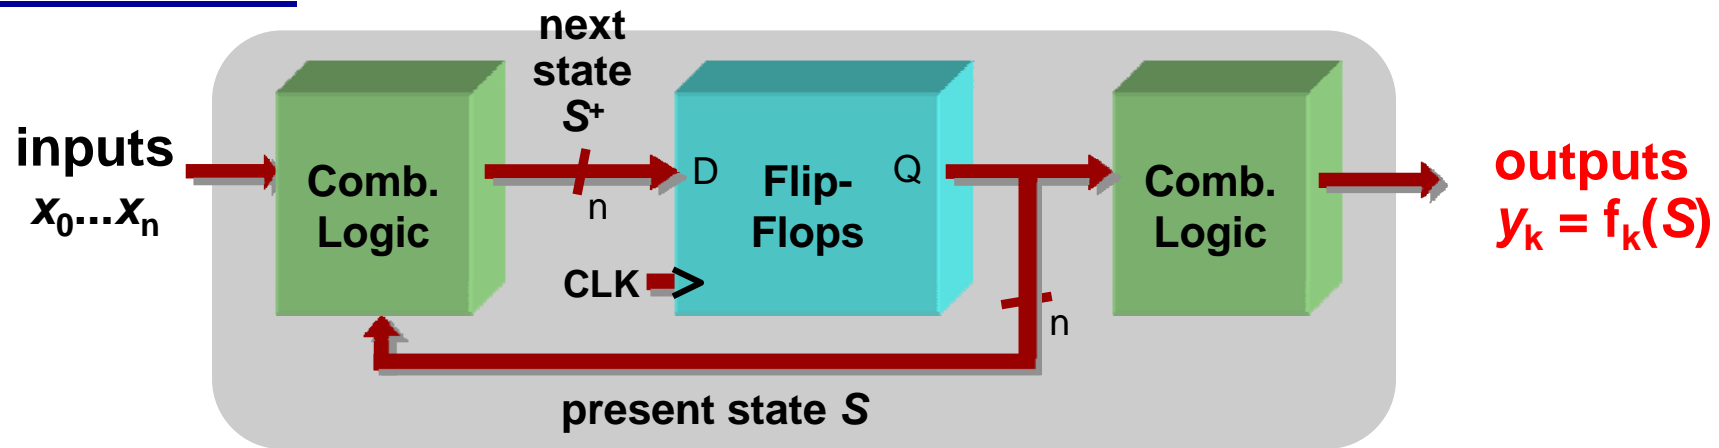 next
state
S⁺
inputs
x₀...xₙ
Comb.
Logic
n
D
Flip-
Flops
Q
CLK
n
Comb.
Logic
outputs
yₖ = fₖ(S)
present state S